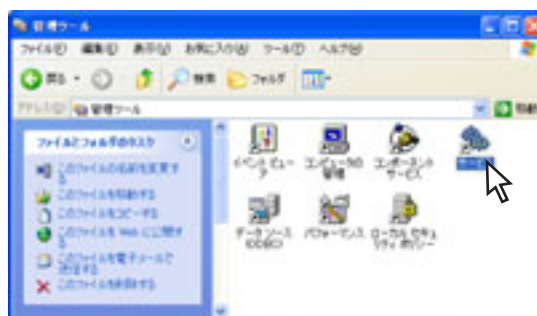 管理ツール
ファイル(F) 編集(E) 表示(V) お気に入り(A) ツール(T) ヘルプ(H)
戻る 検索 フォルダ
アドレス(D) 管理ツール 移動
ファイルとフォルダのタスク
このファイルの名前を変更する
このファイルを移動する
このファイルをコピーする
このファイルを Web に公開する
このファイルを電子メールで送信する
このファイルを削除する
イベント ビューア
コンピュータの管理
コンポーネント サービス
サービス
データ ソース (ODBC)
パフォーマンス
ローカル セキュリティ ポリシー